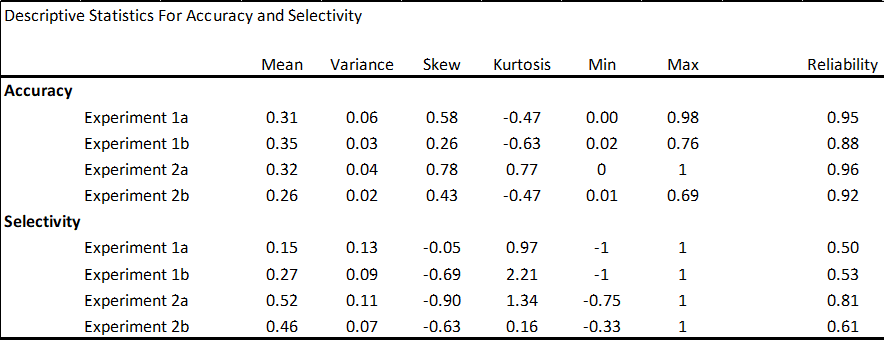 Descriptive Statistics For Accuracy and Selectivity
Mean Variance Skew Kurtosis Min Max Reliability
Accuracy
Experiment 1a 0.31 0.06 0.58 -0.47 0.00 0.98 0.95
Experiment 1b 0.35 0.03 0.26 -0.63 0.02 0.76 0.88
Experiment 2a 0.32 0.04 0.78 0.77 0 1 0.96
Experiment 2b 0.26 0.02 0.43 -0.47 0.01 0.69 0.92
Selectivity
Experiment 1a 0.15 0.13 -0.05 0.97 -1 1 0.50
Experiment 1b 0.27 0.09 -0.69 2.21 -1 1 0.53
Experiment 2a 0.52 0.11 -0.90 1.34 -0.75 1 0.81
Experiment 2b 0.46 0.07 -0.63 0.16 -0.33 1 0.61